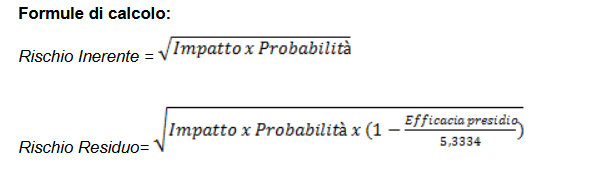 Formule di calcolo:
Rischio Inerente = √Impatto x Probabilità
Rischio Residuo= √Impatto x Probabilità x (1 − Efficacia presidio/5,3334)